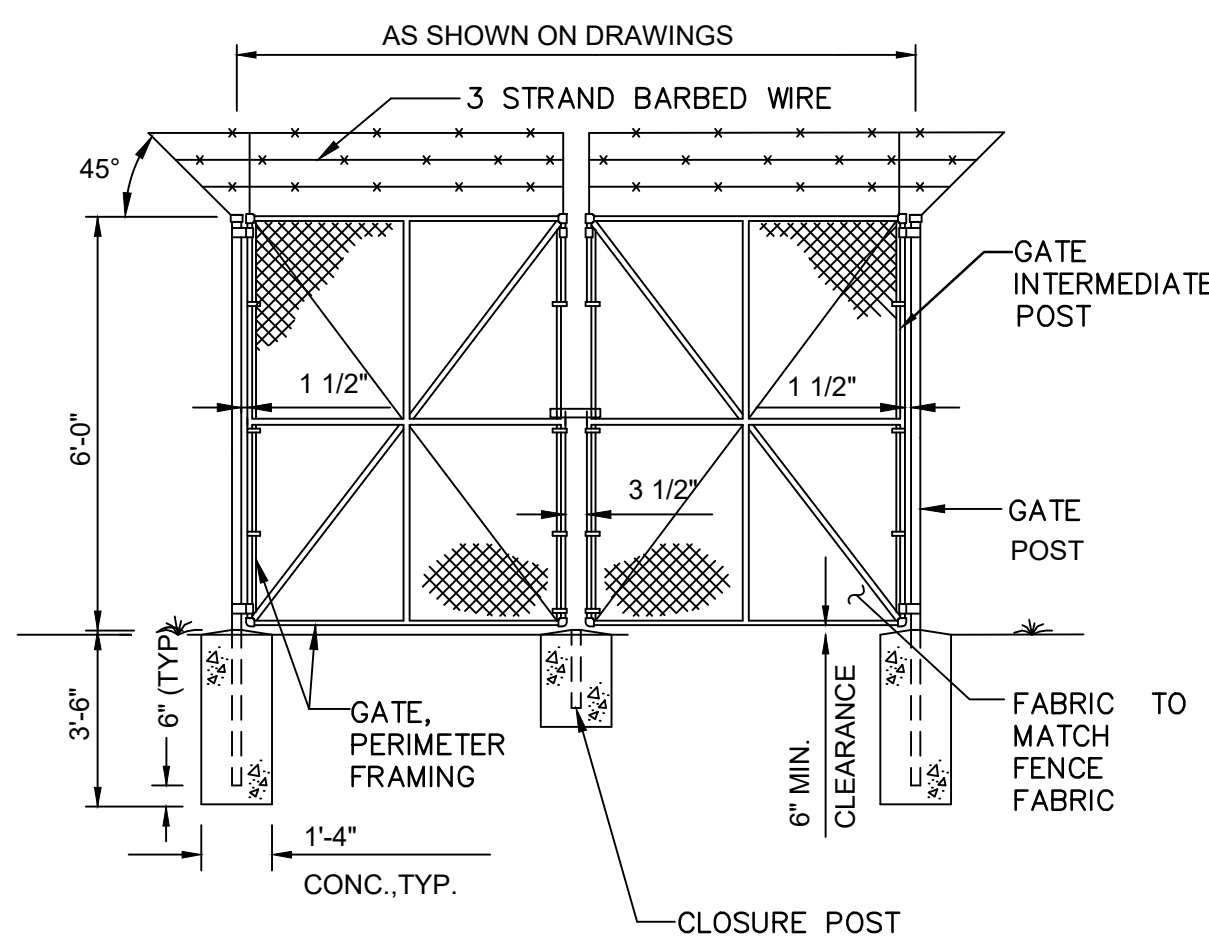 AS SHOWN ON DRAWINGS
3 STRAND BARBED WIRE
45°
GATE
INTERMEDIATE
POST
1 1/2"
1 1/2"
6'-0"
3 1/2"
GATE
POST
3'-6"
6" (TYP)
GATE,
PERIMETER
FRAMING
6" MIN.
CLEARANCE
FABRIC TO
MATCH
FENCE
FABRIC
1'-4"
CONC.,TYP.
CLOSURE POST